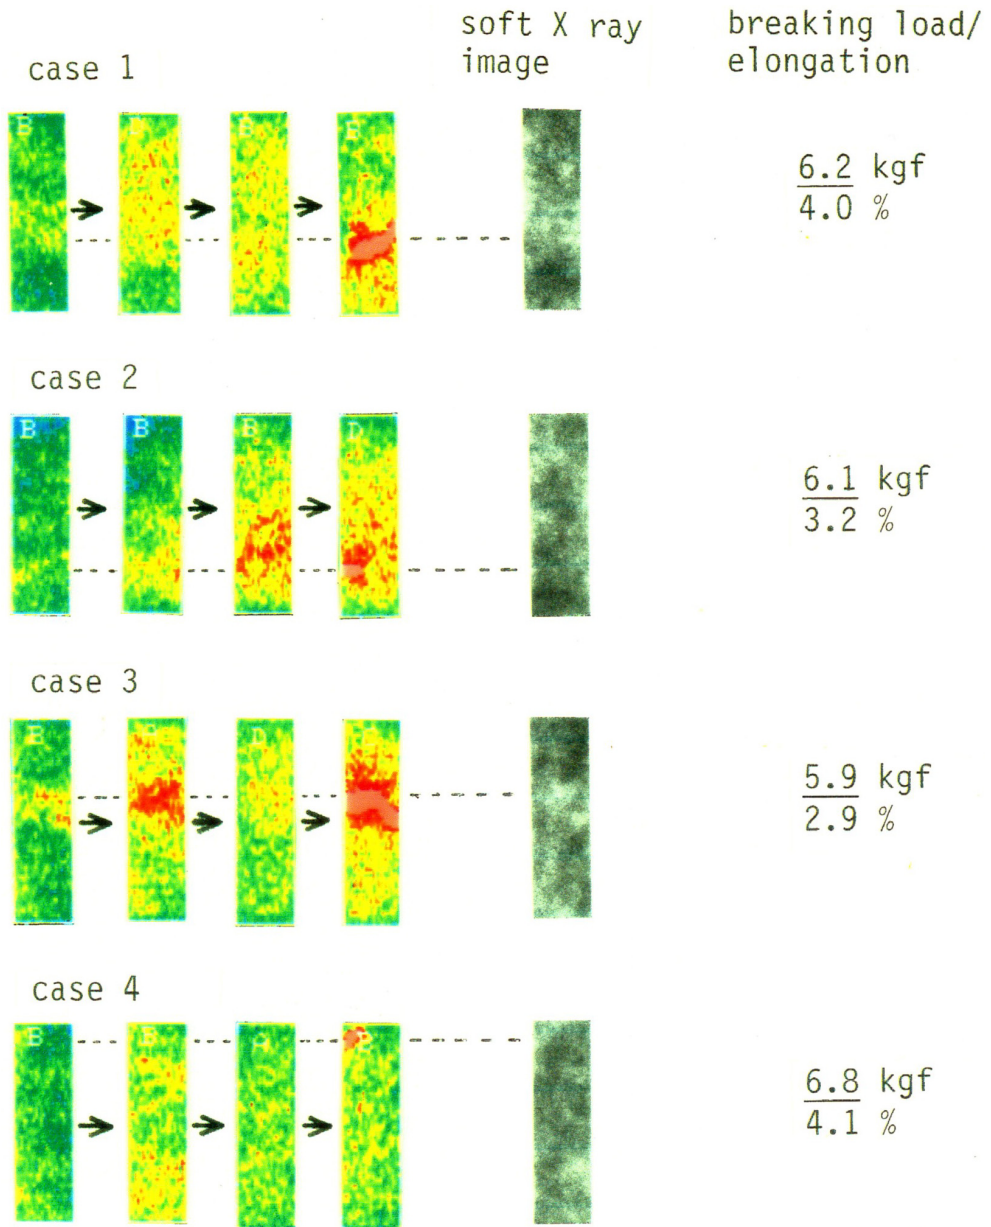 soft X ray
image
breaking load/
elongation
case 1
B
B
6.2 kgf
4.0 %
case 2
B B B D
6.1 kgf
3.2 %
case 3
B D
5.9 kgf
2.9 %
case 4
B
6.8 kgf
4.1 %